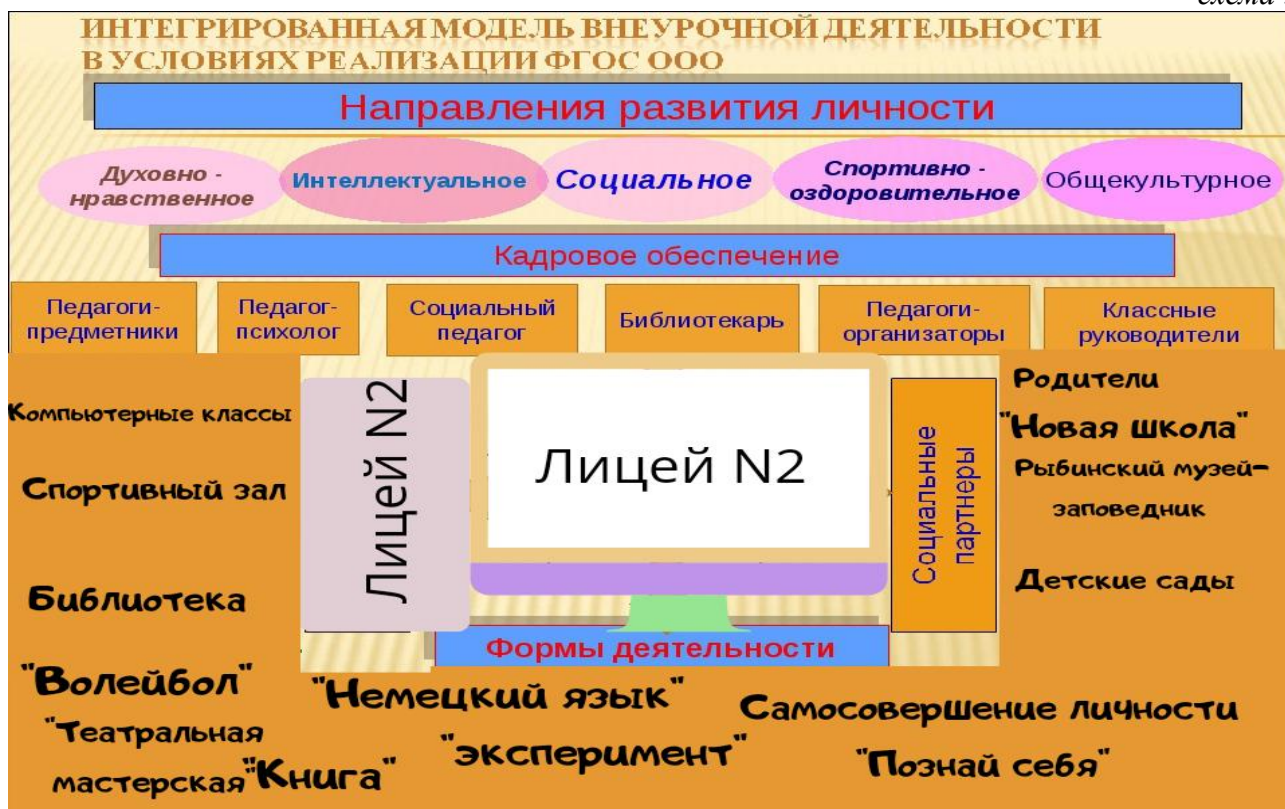 схема
ИНТЕГРИРОВАННАЯ МОДЕЛЬ ВНЕУРОЧНОЙ ДЕЯТЕЛЬНОСТИ
В УСЛОВИЯХ РЕАЛИЗАЦИИ ФГОС ООО
Направления развития личности
Духовно -
нравственное
Интеллектуальное
Социальное
Спортивно -
оздоровительное
Общекультурное
Кадровое обеспечение
Педагоги-
предметники
Педагог-
психолог
Социальный
педагог
Библиотекарь
Педагоги-
организаторы
Классные
руководители
Компьютерные классы
Спортивный зал
Библиотека
Лицей N2
Лицей N2
Социальные
партнеры
Родители
"Новая школа"
Рыбинский музей-
заповедник
Детские сады
Формы деятельности
"Волейбол"
"Театральная
мастерская
"Книга"
"Немецкий язык"
"эксперимент"
Самосовершение личности
"Познай себя"